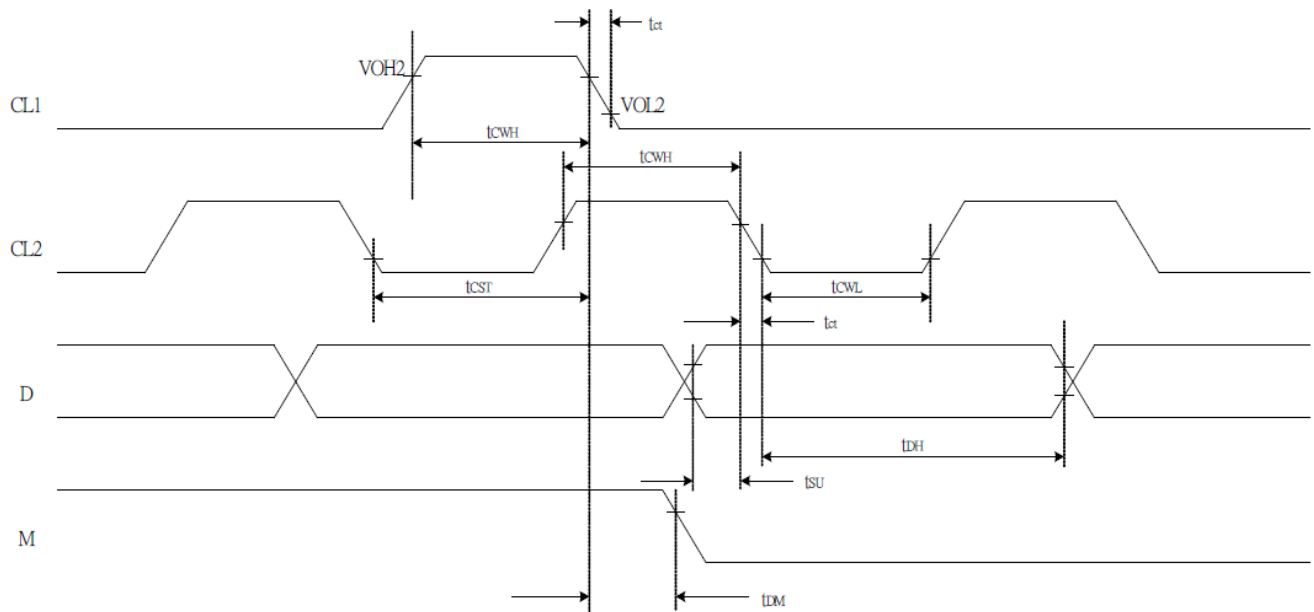 tct
VOH2
CL1
VOL2
tCWH
tCWH
CL2
tCST
tCWL
tct
D
tDH
tSU
M
tDM